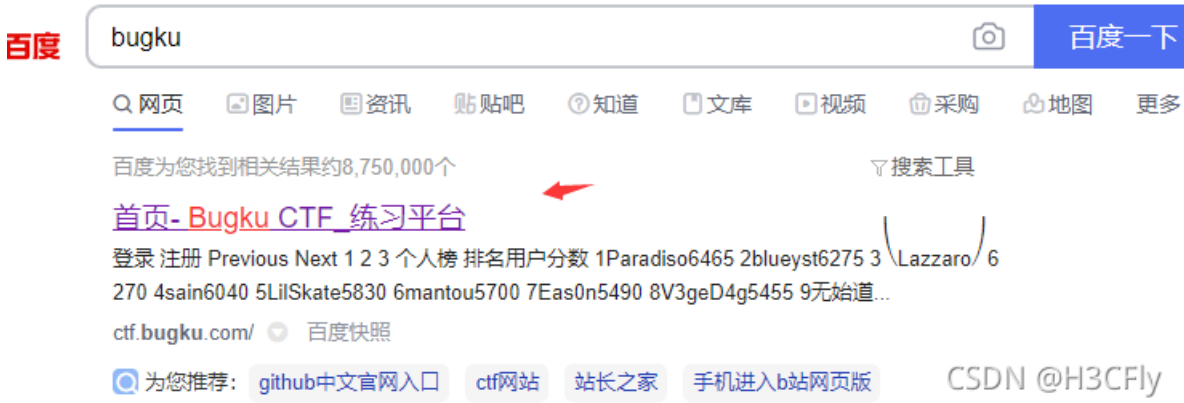 百度 bugku 百度一下
网页 图片 资讯 贴吧 知道 文库 视频 采购 地图 更多
百度为您找到相关结果约8,750,000个 搜索工具
首页- Bugku CTF_练习平台
登录 注册 Previous Next 1 2 3 个人榜 排名用户分数 1Paradiso6465 2blueyst6275 3╰Lazzaro╯6
270 4sain6040 5LilSkate5830 6mantou5700 7Eas0n5490 8V3geD4g5455 9无始道...
ctf.bugku.com/ 百度快照
为您推荐： github中文官网入口 ctf网站 站长之家 手机进入b站网页版
CSDN @H3CFly